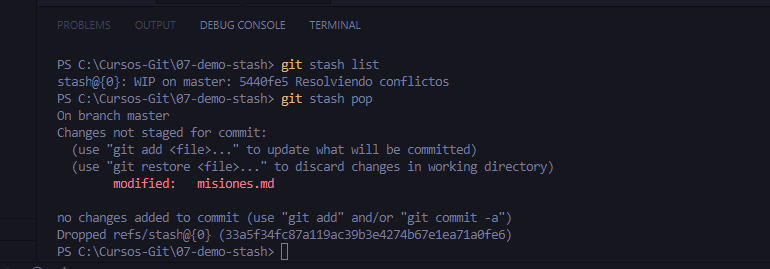 PROBLEMS OUTPUT DEBUG CONSOLE TERMINAL
PS C:\Cursos-Git\07-demo-stash> git stash list
stash@{0}: WIP on master: 5440fe5 Resolviendo conflictos
PS C:\Cursos-Git\07-demo-stash> git stash pop
On branch master
Changes not staged for commit:
  (use "git add <file>..." to update what will be committed)
  (use "git restore <file>..." to discard changes in working directory)
        modified:   misiones.md
no changes added to commit (use "git add" and/or "git commit -a")
Dropped refs/stash@{0} (33a5f34fc87a119ac39b3e4274b67e1ea71a0fe6)
PS C:\Cursos-Git\07-demo-stash>